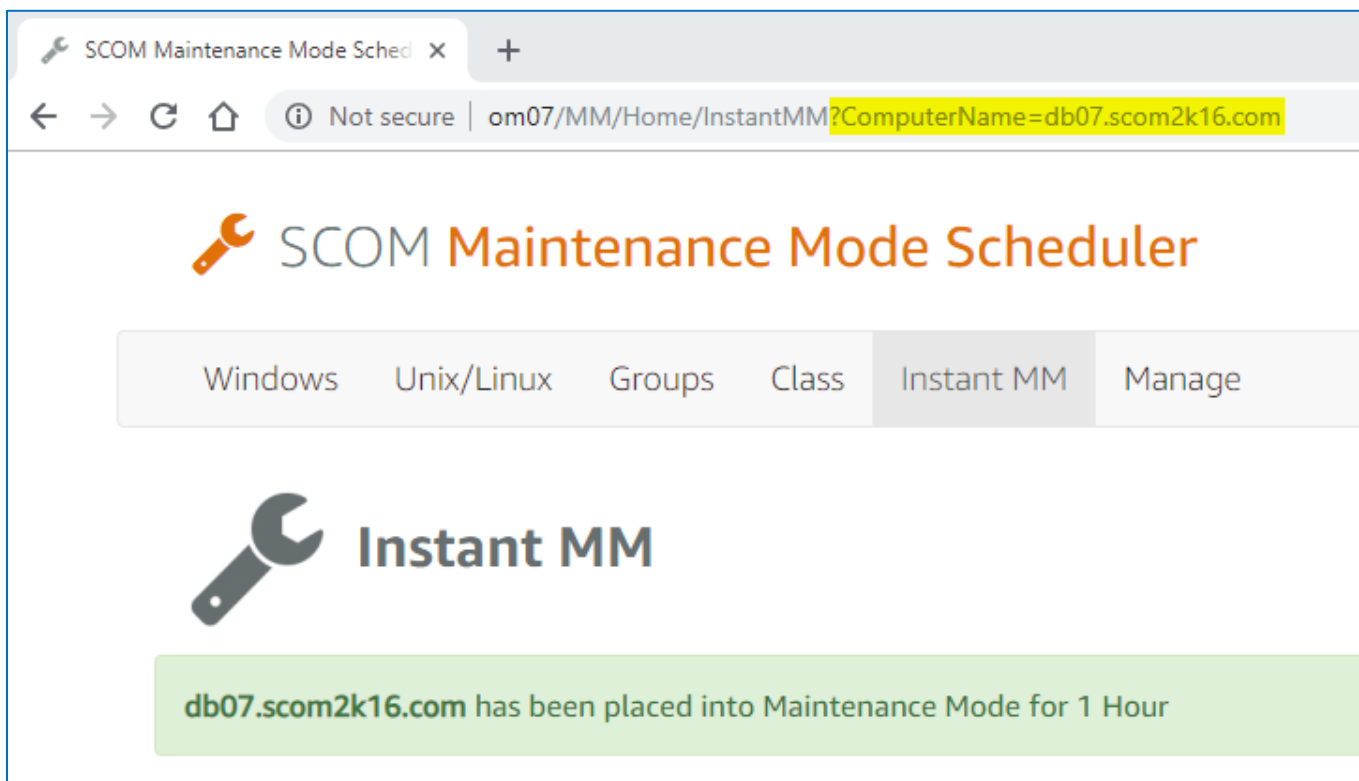 SCOM Maintenance Mode Sched
Not secure | om07/MM/Home/InstantMM?ComputerName=db07.scom2k16.com
SCOM Maintenance Mode Scheduler
Windows Unix/Linux Groups Class Instant MM Manage
Instant MM
db07.scom2k16.com has been placed into Maintenance Mode for 1 Hour